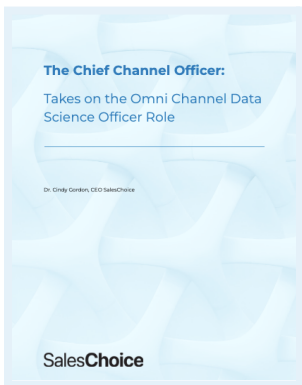 The Chief Channel Officer:
Takes on the Omni Channel Data
Science Officer Role
Dr. Cindy Gordon, CEO SalesChoice
SalesChoice